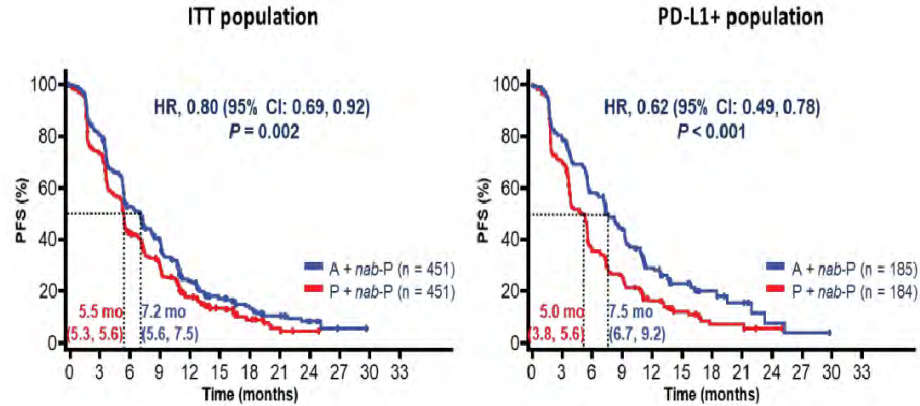 ITT population
100
80
60
40
20
0
PFS (%)
HR, 0.80 (95% CI: 0.69, 0.92)
P = 0.002
A + nab-P (n = 451)
P + nab-P (n = 451)
5.5 mo
(5.3, 5.6)
7.2 mo
(5.6, 7.5)
0 3 6 9 12 15 18 21 24 27 30 33
Time (months)
PD-L1+ population
100
80
60
40
20
0
PFS (%)
HR, 0.62 (95% CI: 0.49, 0.78)
P < 0.001
A + nab-P (n = 185)
P + nab-P (n = 184)
5.0 mo
(3.8, 5.6)
7.5 mo
(6.7, 9.2)
0 3 6 9 12 15 18 21 24 27 30 33
Time (months)